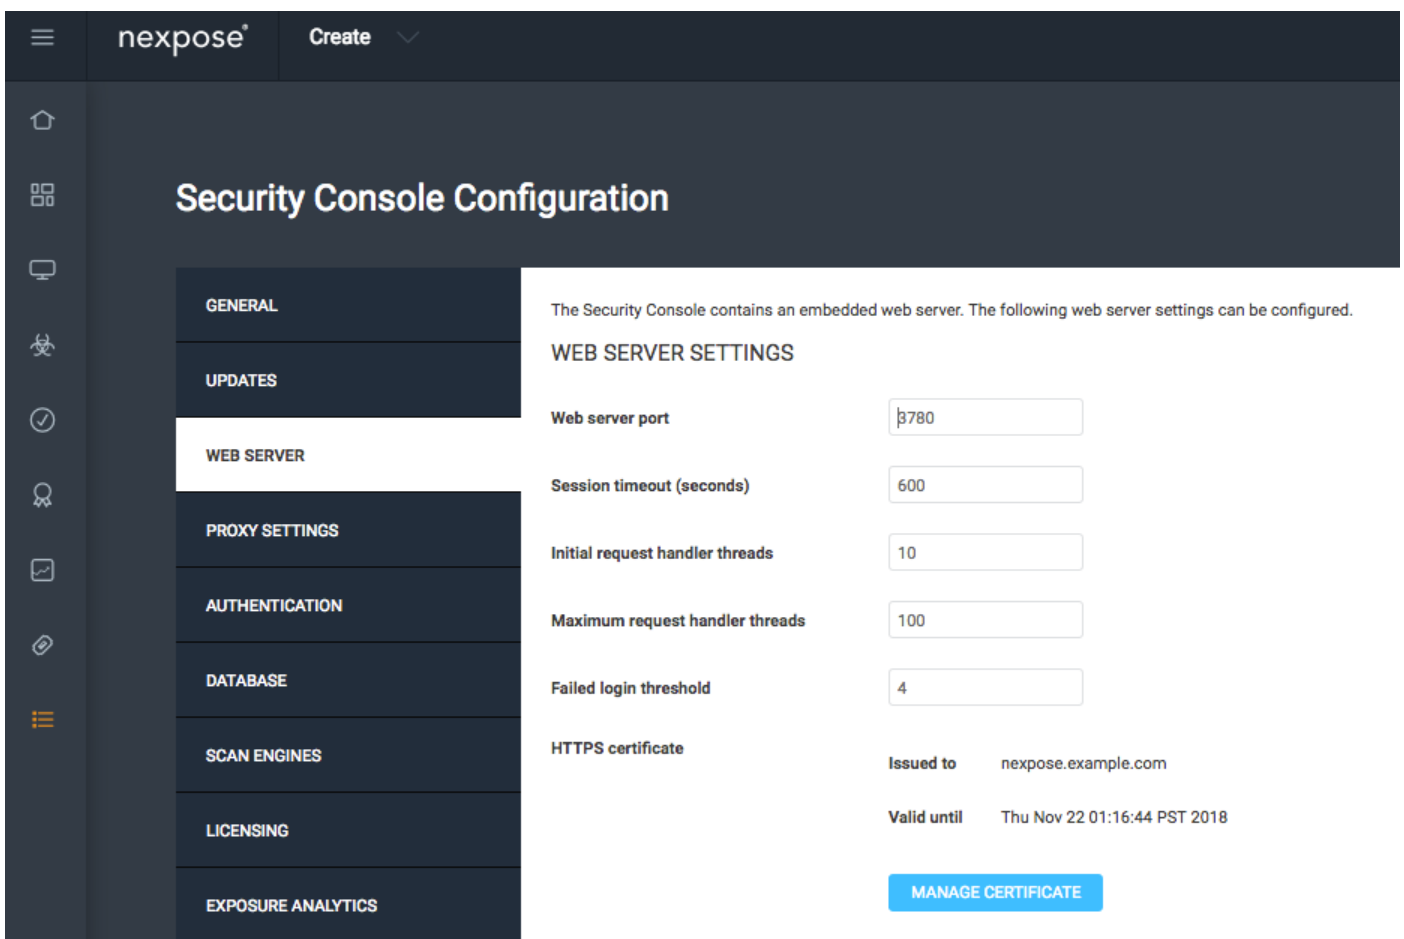 nexpose®
Create
Security Console Configuration
GENERAL
UPDATES
WEB SERVER
PROXY SETTINGS
AUTHENTICATION
DATABASE
SCAN ENGINES
LICENSING
EXPOSURE ANALYTICS
The Security Console contains an embedded web server. The following web server settings can be configured.
WEB SERVER SETTINGS
Web server port 3780
Session timeout (seconds) 600
Initial request handler threads 10
Maximum request handler threads 100
Failed login threshold 4
HTTPS certificate
Issued to nexpose.example.com
Valid until Thu Nov 22 01:16:44 PST 2018
MANAGE CERTIFICATE